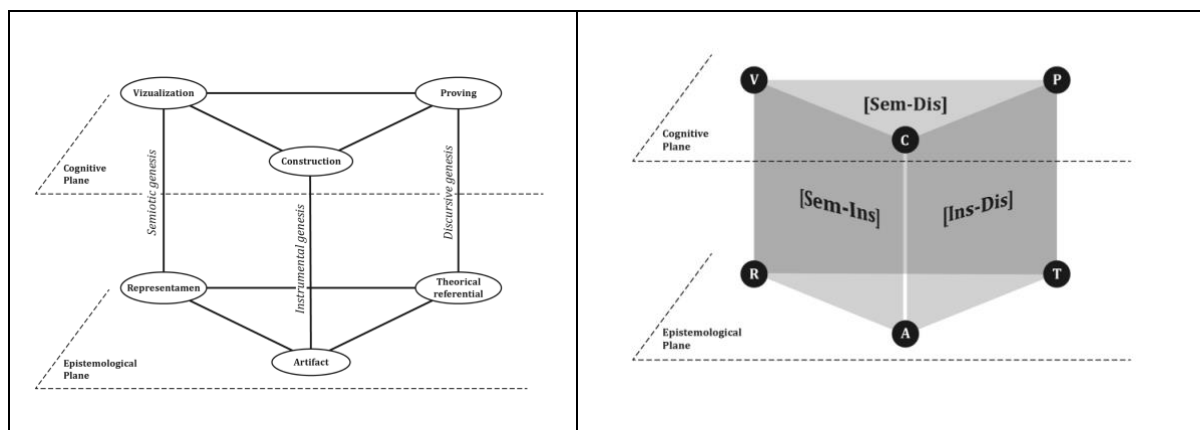 Vizualization
Proving
Construction
Cognitive
Plane
Semiotic genesis
Instrumental genesis
Discursive genesis
Representamen
Theorical
referential
Epistemological
Plane
Artifact
V
P
[Sem-Dis]
C
Cognitive
Plane
[Sem-Ins]
[Ins-Dis]
R
T
A
Epistemological
Plane